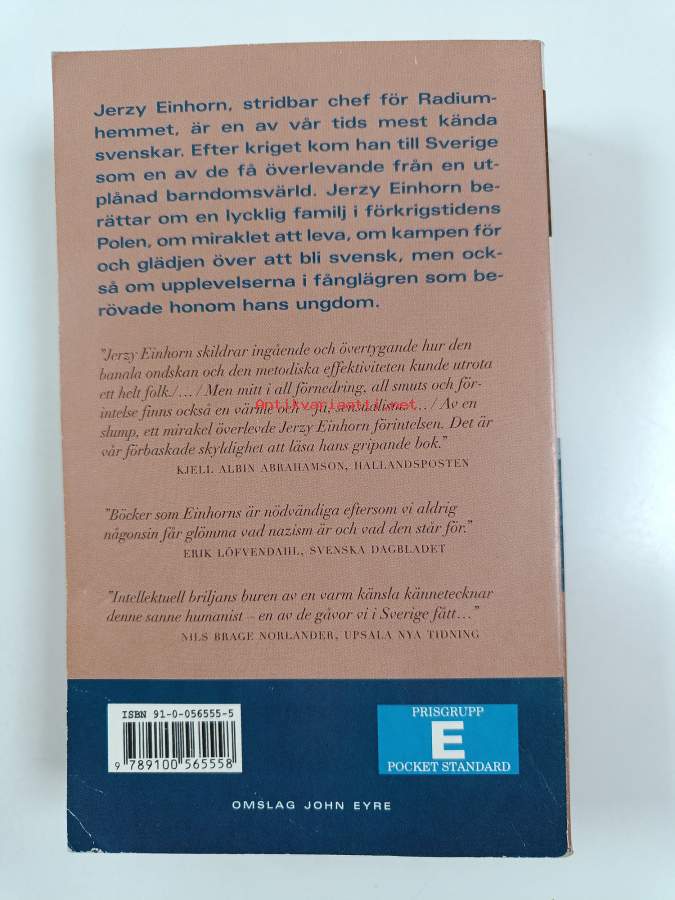 Jerzy Einhorn, stridbar chef för Radium-
hemmet, är en av vår tids mest kända
svenskar. Efter kriget kom han till Sverige
som en av de få överlevande från en ut-
plånad barndomsvärld. Jerzy Einhorn be-
rättar om en lycklig familj i förkrigstidens
Polen, om miraklet att leva, om kampen för
och glädjen över att bli svensk, men ock-
så om upplevelserna i fånglägren som be-
rövade honom hans ungdom.
"Jerzy Einhorn skildrar ingående och övertygande hur den
banala ondskan och den metodiska effektiviteten kunde utrota
ett helt folk./.../ Men mitt i all förnedring, all smuts och för-
intelse finns också en värme och – ja, sensualism./.../ Av en
Antikvariaatti.net
slump, ett mirakel överlevde Jerzy Einhorn förintelsen. Det är
vår förbaskade skyldighet att läsa hans gripande bok."
KJELL ALBIN ABRAHAMSON, HALLANDSPOSTEN
"Böcker som Einhorns är nödvändiga eftersom vi aldrig
någonsin får glömma vad nazism är och vad den står för."
ERIK LÖFVENDAHL, SVENSKA DAGBLADET
"Intellektuell briljans buren av en varm känsla kännetecknar
denne sanne humanist – en av de gåvor vi i Sverige fått..."
NILS BRAGE NORLANDER, UPSALA NYA TIDNING
ISBN 91-0-056555-5
9 789100 565558
PRISGRUPP
E
POCKET STANDARD
OMSLAG JOHN EYRE